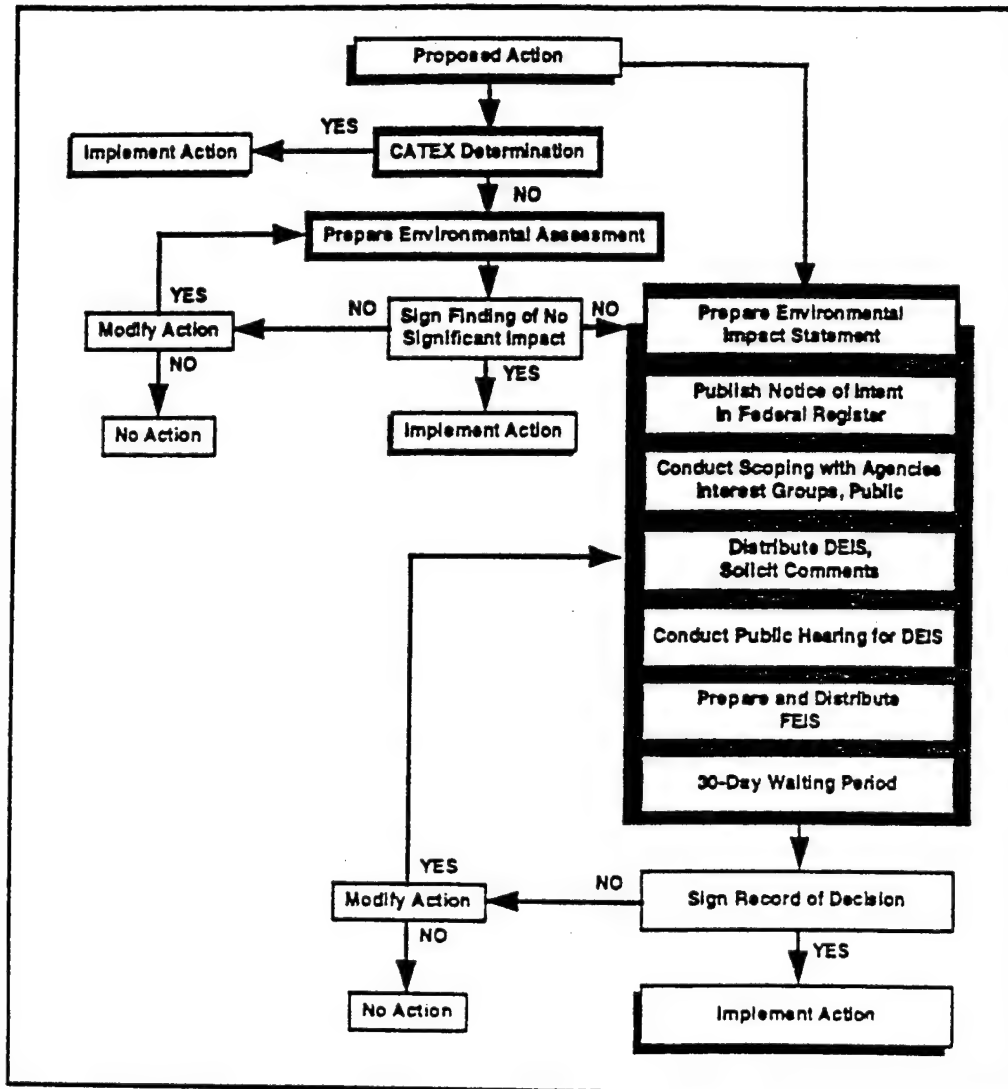 Proposed Action
YES
Implement Action
CATEX Determination
NO
Prepare Environmental Assessment
YES
NO
Sign Finding of No
Significant Impact
NO
Prepare Environmental
Impact Statement
Modify Action
NO
YES
Publish Notice of Intent
in Federal Register
No Action
Implement Action
Conduct Scoping with Agencies
Interest Groups, Public
Distribute DEIS,
Solicit Comments
Conduct Public Hearing for DEIS
Prepare and Distribute
FEIS
30-Day Waiting Period
YES
NO
Modify Action
Sign Record of Decision
NO
YES
No Action
Implement Action